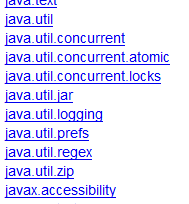 java.text
java.util
java.util.concurrent
java.util.concurrent.atomic
java.util.concurrent.locks
java.util.jar
java.util.logging
java.util.prefs
java.util.regex
java.util.zip
javax.accessibility